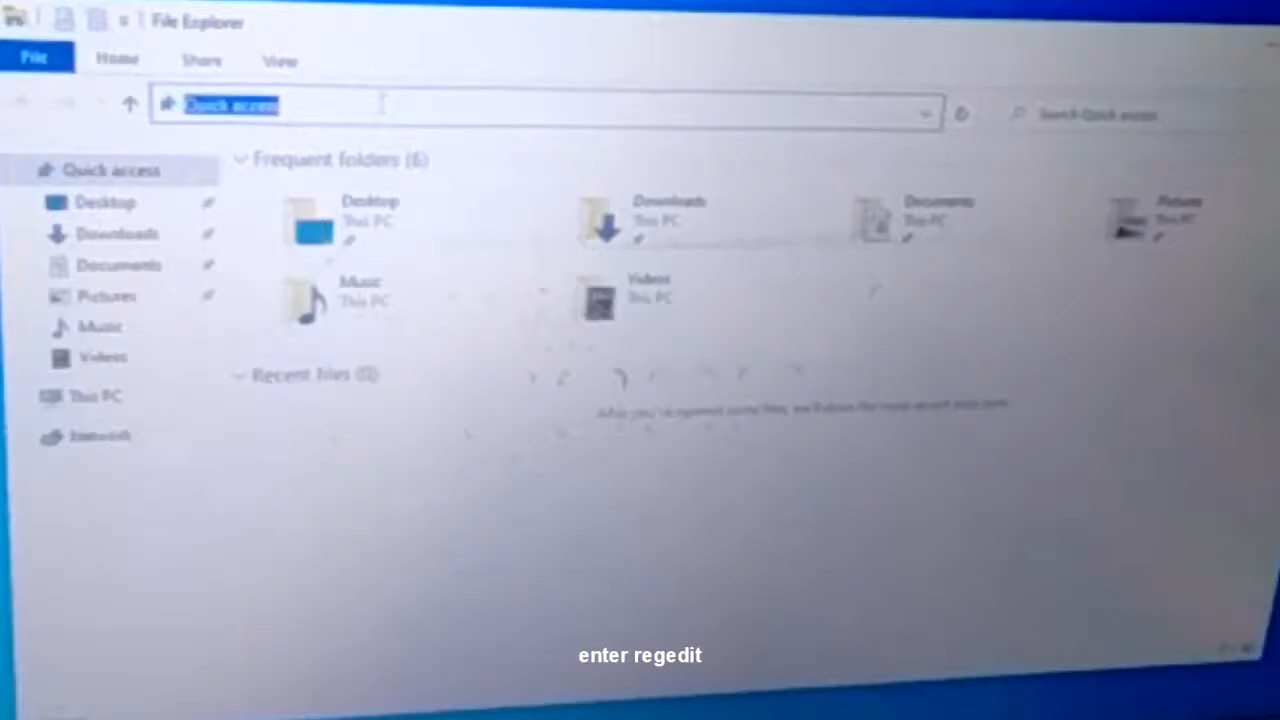 File Explorer
File Home Share View
Quick access
Search Quick access
Quick access
Desktop
Downloads
Documents
Pictures
Music
Videos
This PC
Network
Frequent folders (6)
Desktop
This PC
Downloads
This PC
Documents
This PC
Pictures
This PC
Music
This PC
Videos
This PC
Recent files (0)
enter regedit